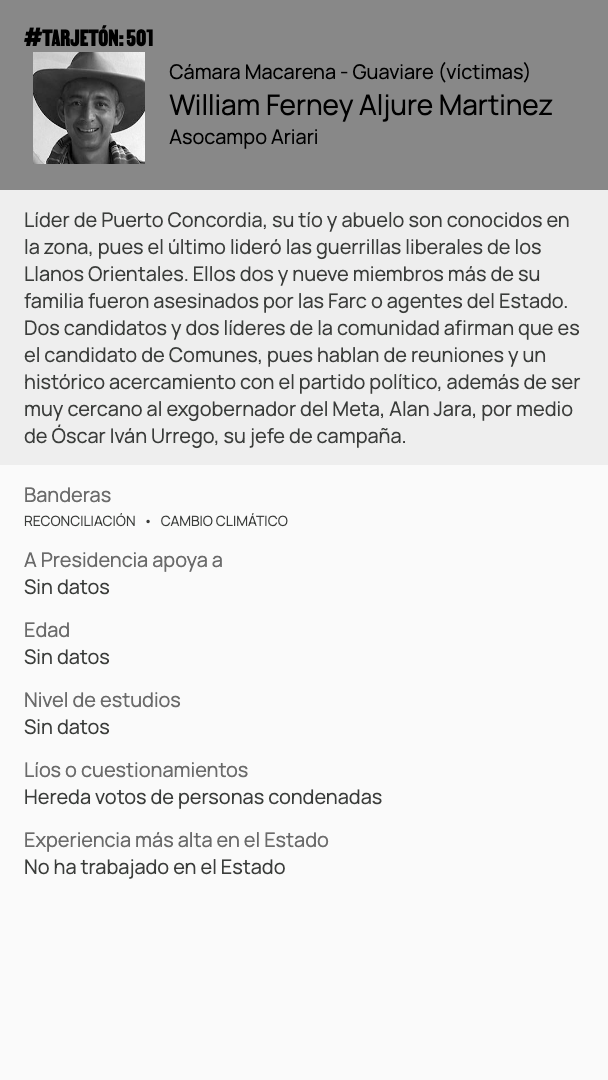 #TARJETÓN: 501
Cámara Macarena - Guaviare (víctimas)
William Ferney Aljure Martinez
Asocampo Ariari
Líder de Puerto Concordia, su tío y abuelo son conocidos en
la zona, pues el último lideró las guerrillas liberales de los
Llanos Orientales. Ellos dos y nueve miembros más de su
familia fueron asesinados por las Farc o agentes del Estado.
Dos candidatos y dos líderes de la comunidad afirman que es
el candidato de Comunes, pues hablan de reuniones y un
histórico acercamiento con el partido político, además de ser
muy cercano al exgobernador del Meta, Alan Jara, por medio
de Óscar Iván Urrego, su jefe de campaña.
Banderas
RECONCILIACIÓN • CAMBIO CLIMÁTICO
A Presidencia apoya a
Sin datos
Edad
Sin datos
Nivel de estudios
Sin datos
Líos o cuestionamientos
Hereda votos de personas condenadas
Experiencia más alta en el Estado
No ha trabajado en el Estado